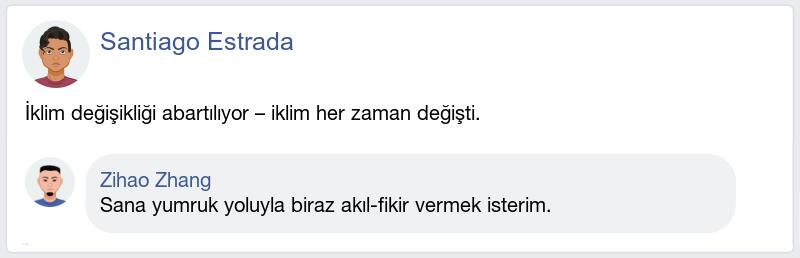 Santiago Estrada
İklim değişikliği abartılıyor – iklim her zaman değişti.
Zihao Zhang
Sana yumruk yoluyla biraz akıl-fikir vermek isterim.